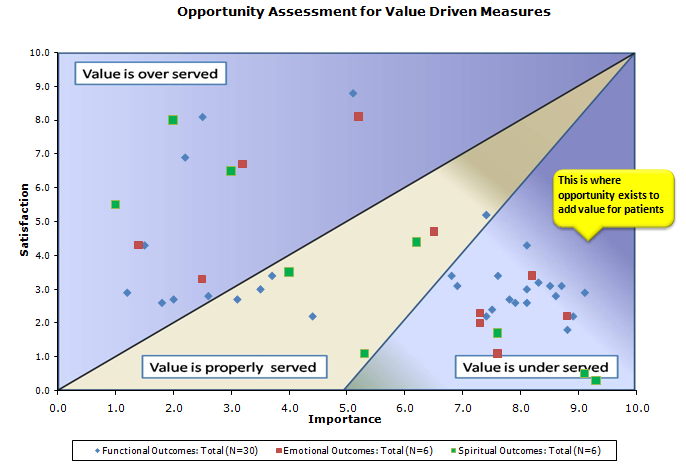 Opportunity Assessment for Value Driven Measures
10.0
Value is over served
9.0
8.0
7.0
This is where
opportunity exists to
add value for patients
6.0
5.0
Satisfaction
4.0
3.0
2.0
1.0
Value is properly served
Value is under served
0.0
0.0 1.0 2.0 3.0 4.0 5.0 6.0 7.0 8.0 9.0 10.0
Importance
Functional Outcomes: Total (N=30) Emotional Outcomes: Total (N=6) Spiritual Outcomes: Total (N=6)